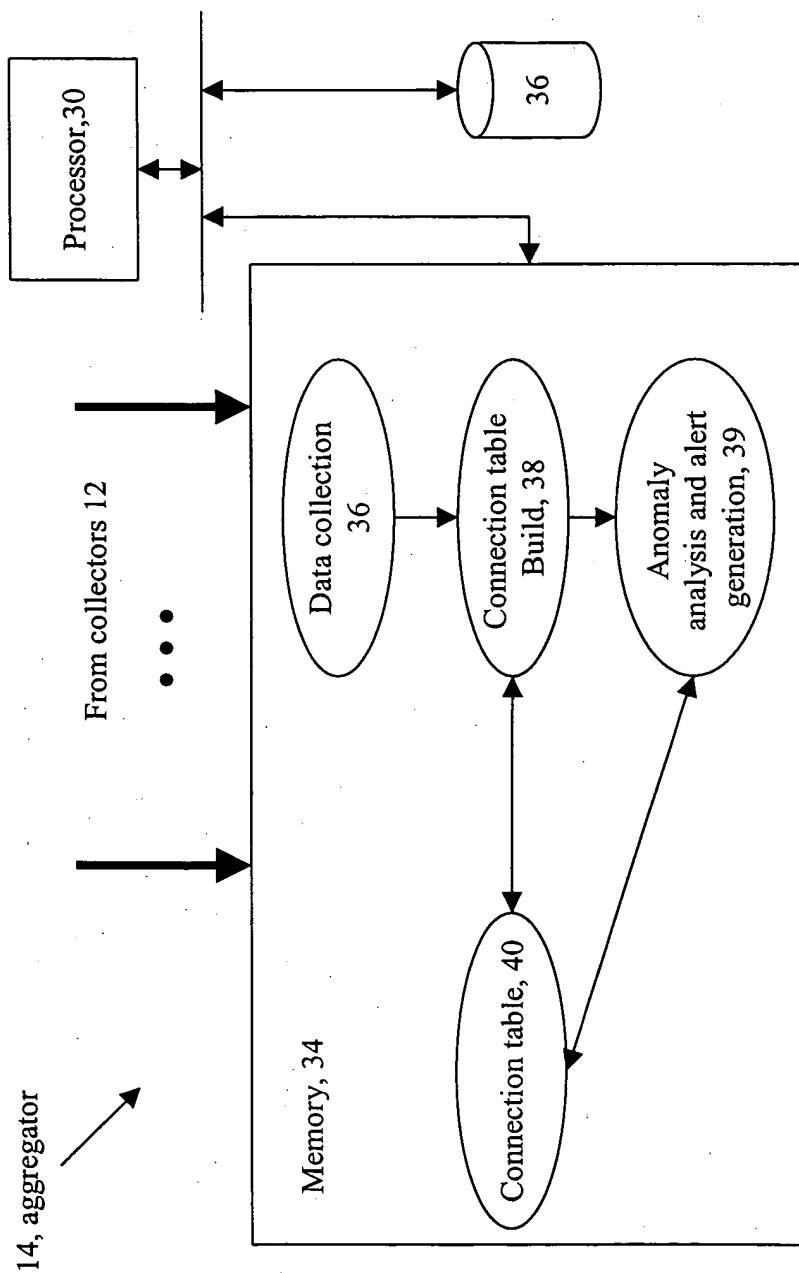 14, aggregator
From collectors 12
Processor,30
36
Memory, 34
Data collection
36
Connection table
Build, 38
Connection table, 40
Anomaly
analysis and alert
generation, 39